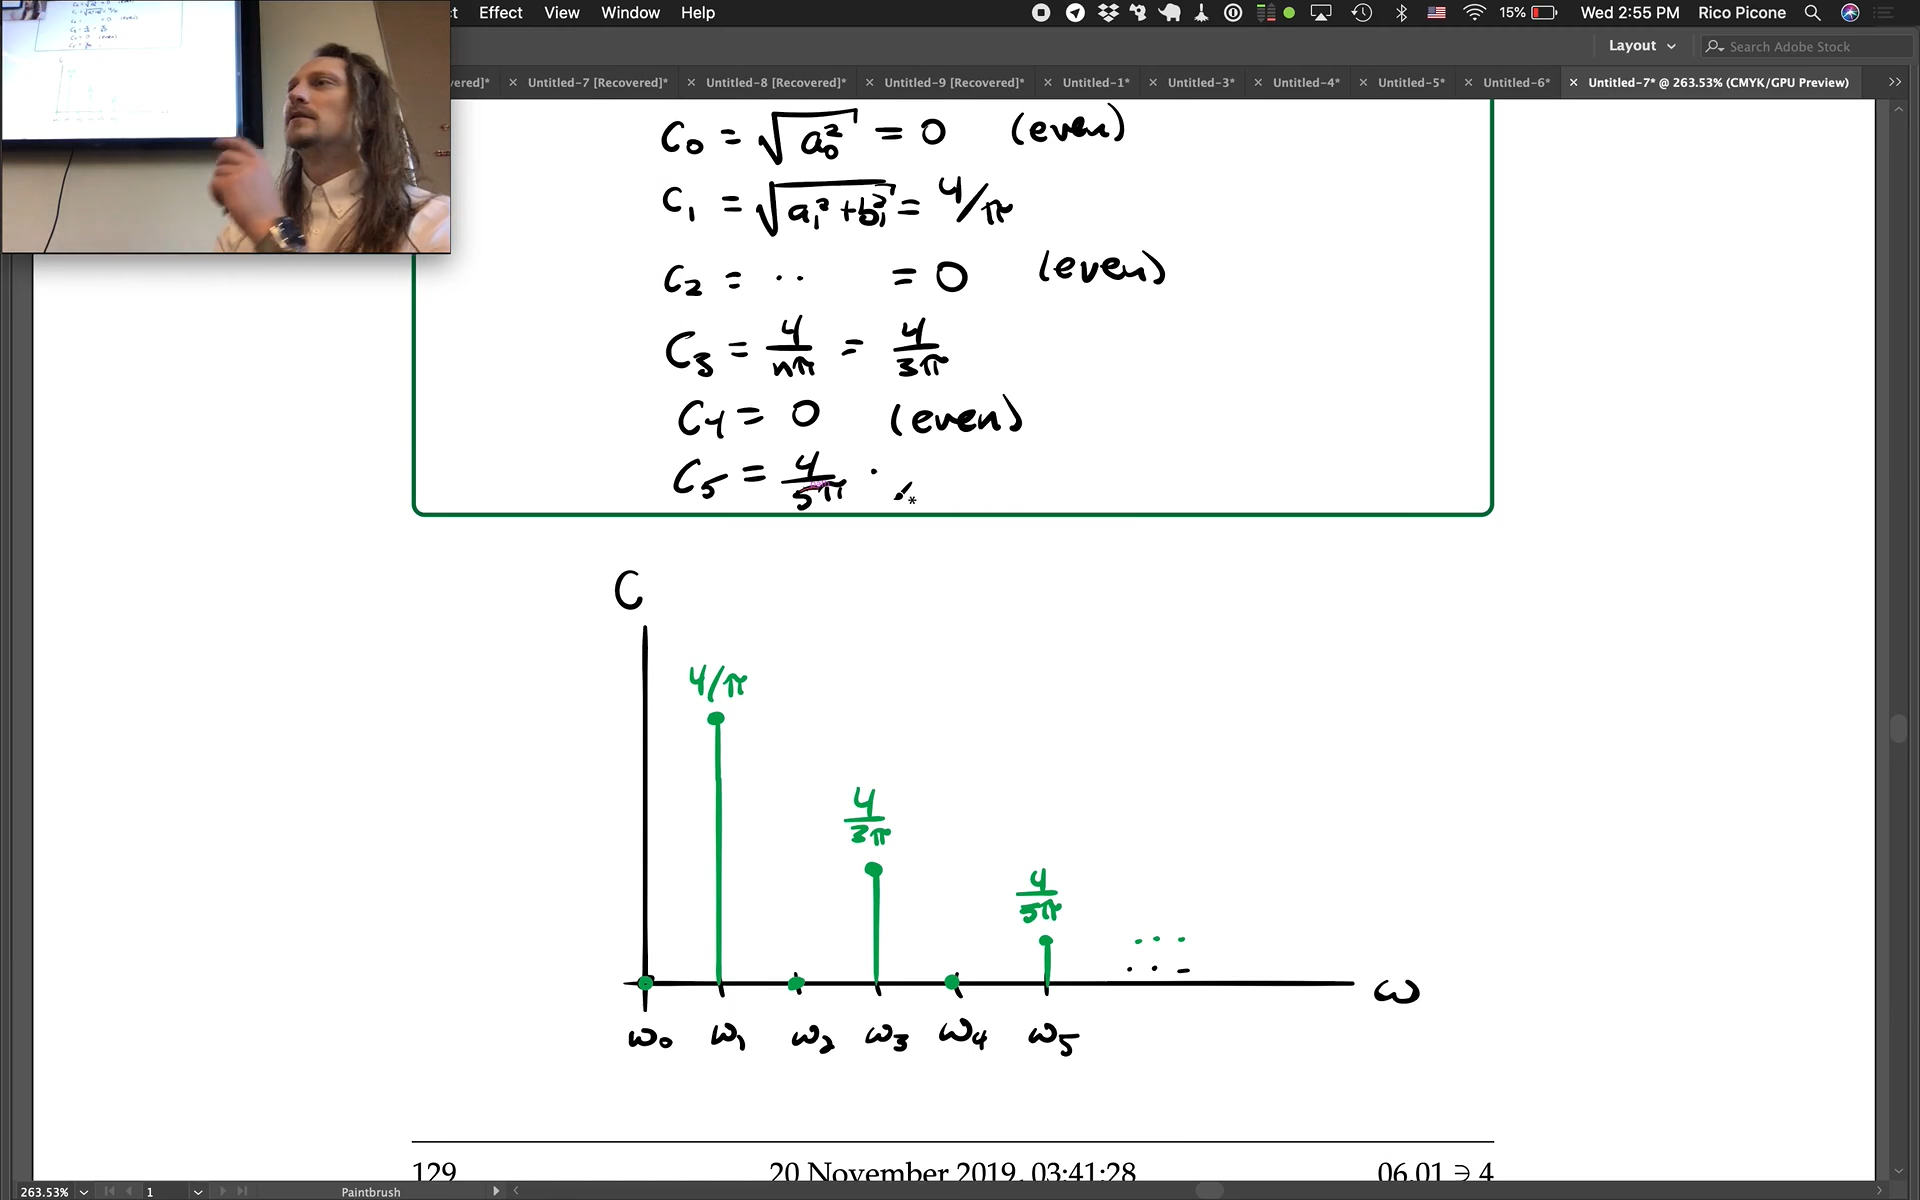 t Effect View Window Help 15% Wed 2:55 PM Rico Picone
Layout Search Adobe Stock
vered]* × Untitled-7 [Recovered]* × Untitled-8 [Recovered]* × Untitled-9 [Recovered]* × Untitled-1* × Untitled-3* × Untitled-4* × Untitled-5* × Untitled-6* × Untitled-7* @ 263.53% (CMYK/GPU Preview) >>
C₀ = √a₀² = 0 (even)
C₁ = √a₁² + b₁² = 4/π
C₂ = .. = 0 (even)
C₃ = 4/nπ = 4/3π
C₄ = 0 (even)
C₅ = 4/5π .
C
4/π
4/3π
4/5π
...
...
ω
ω₀ ω₁ ω₂ ω₃ ω₄ ω₅
129 20 November 2019, 03:41:28 06.01 ∋ 4
263.53% 1 Paintbrush